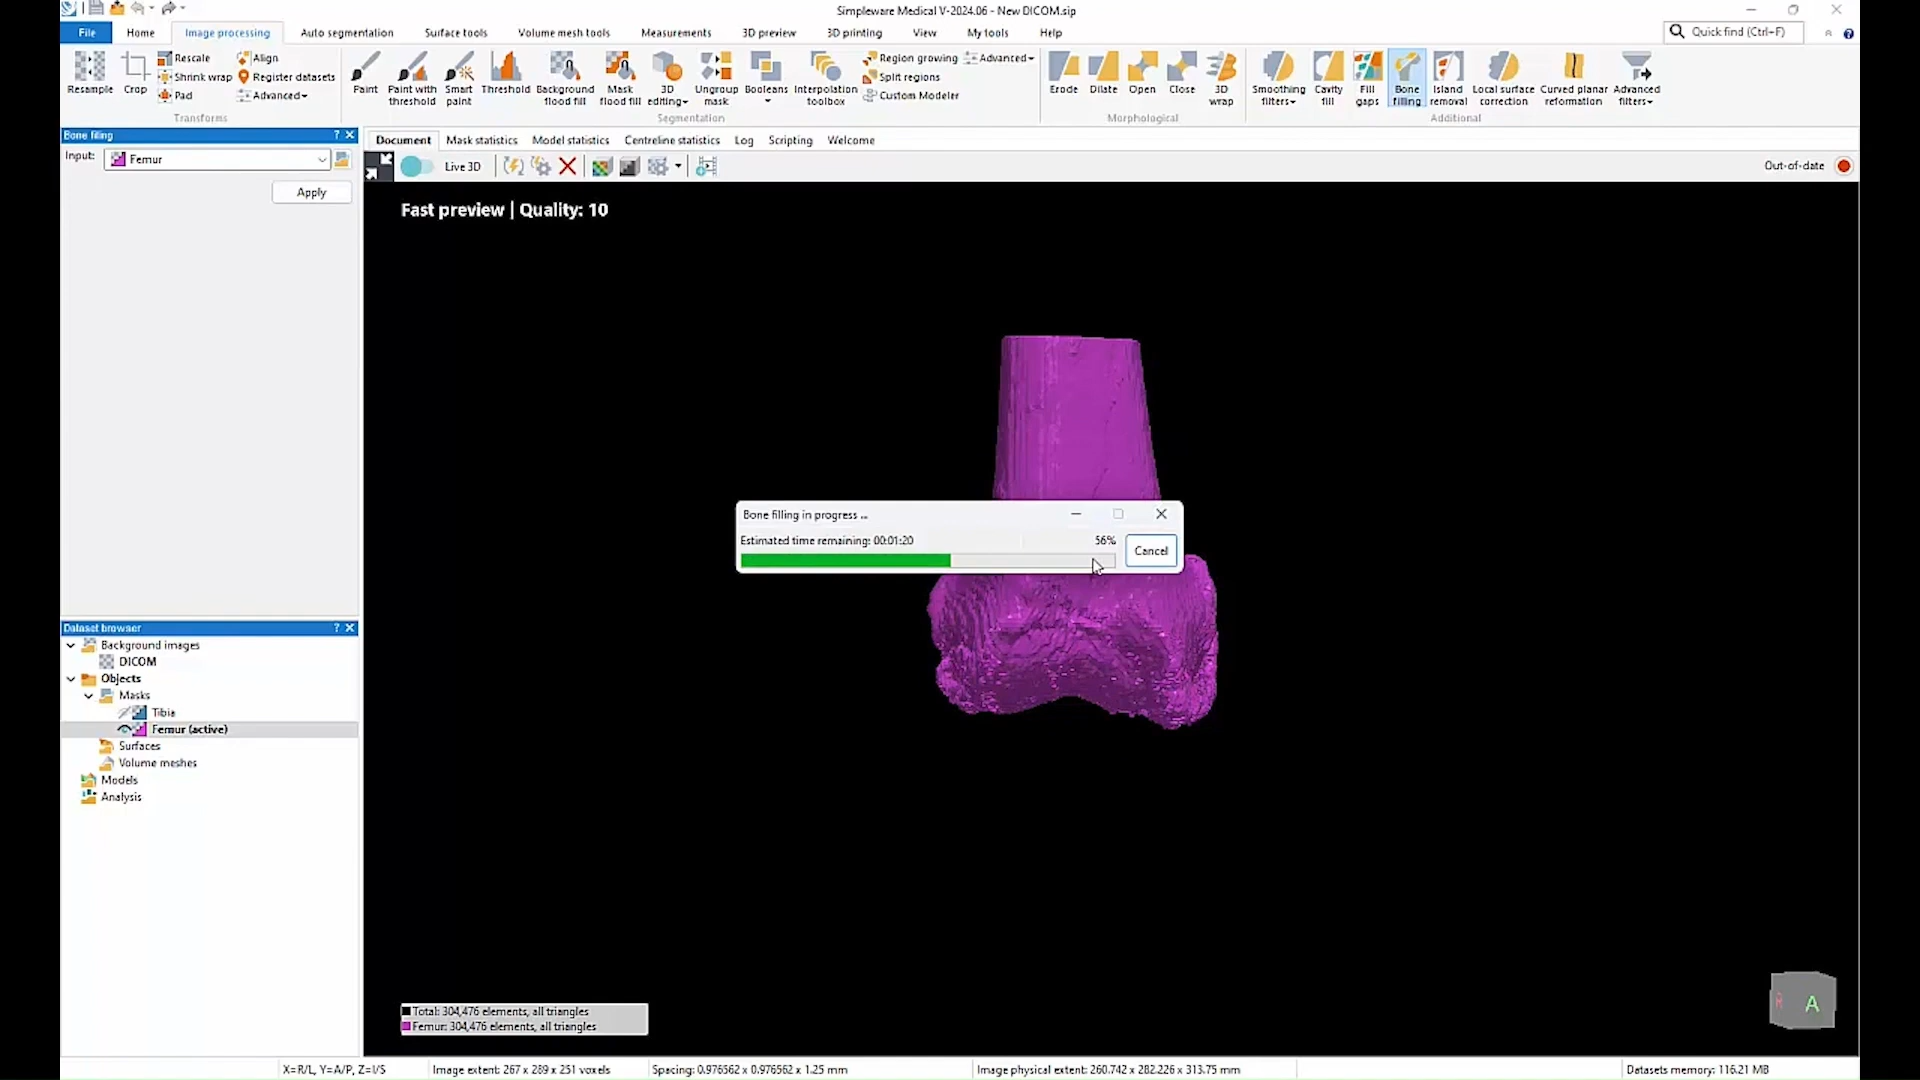 Simpleware Medical V-2024.06 - New DICOM.sip
File Home Image processing Auto segmentation Surface tools Volume mesh tools Measurements 3D preview 3D printing View My tools Help Quick find (Ctrl+F)
Resample Crop Rescale Align
Shrink wrap Register datasets
Pad Advanced
Transforms
Paint Paint with threshold Smart paint Threshold Background flood fill Mask flood fill 3D editing Ungroup mask Booleans Interpolation toolbox
Region growing Advanced
Split regions
Custom Modeler
Segmentation
Erode Dilate Open Close 3D wrap
Morphological
Smoothing filters Cavity fill Fill gaps Bone filling Island removal Local surface correction Curved planar reformation Advanced filters
Additional
Bone filling ?
Input: Femur
Apply
Document Mask statistics Model statistics Centreline statistics Log Scripting Welcome
Live 3D Out-of-date
Fast preview | Quality: 10
Bone filling in progress ...
Estimated time remaining: 00:01:20 56%
Cancel
Dataset browser ?
Background images
DICOM
Objects
Masks
Tibia
Femur (active)
Surfaces
Volume meshes
Models
Analysis
Total: 304,476 elements, all triangles
Femur: 304,476 elements, all triangles
R A
X=R/L, Y=A/P, Z=I/S Image extent: 267 x 289 x 251 voxels Spacing: 0.976562 x 0.976562 x 1.25 mm Image physical extent: 260.742 x 282.226 x 313.75 mm Datasets memory: 116.21 MB